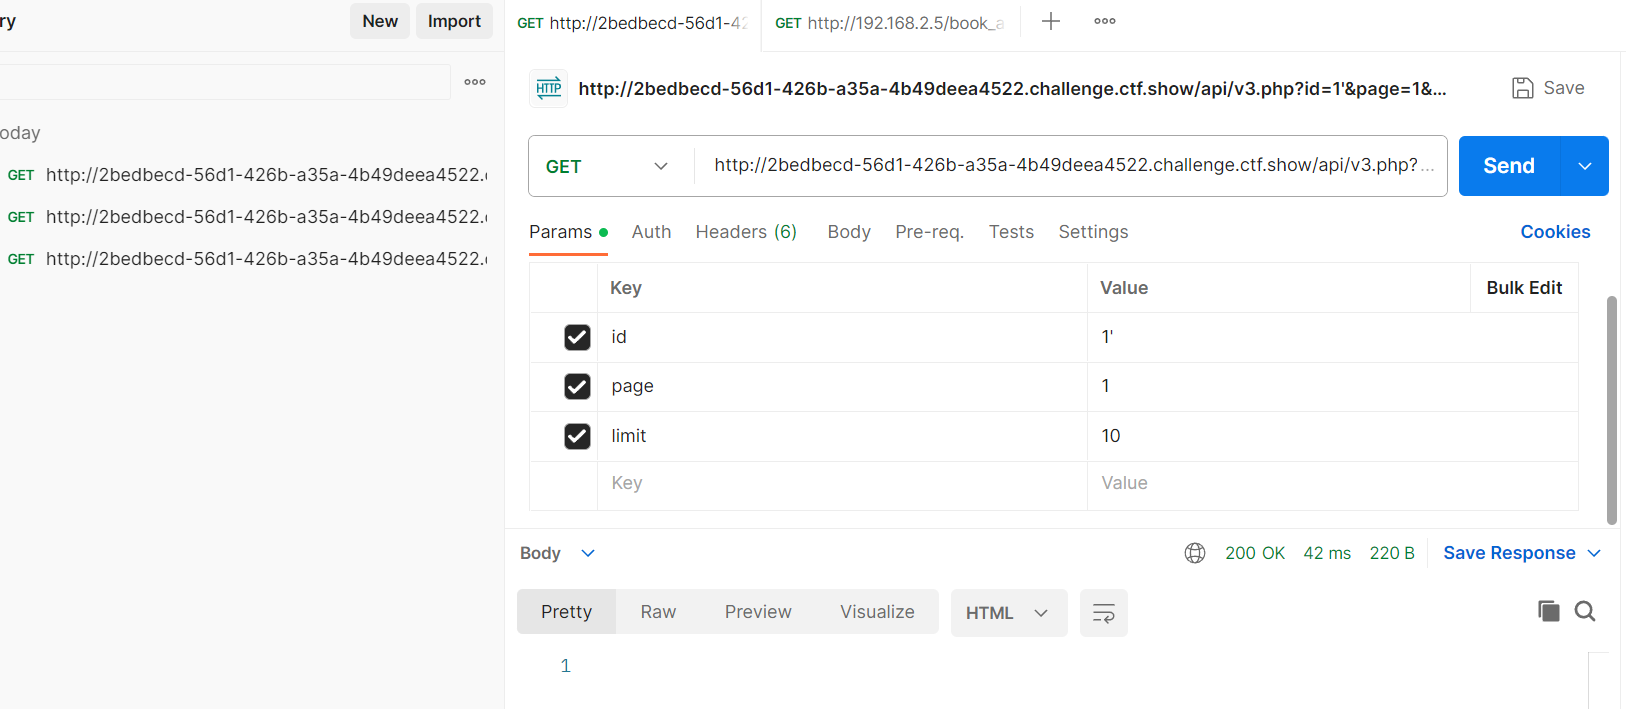 ry
New
Import
GET http://2bedbecd-56d1-42
GET http://192.168.2.5/book_a
HTTP
http://2bedbecd-56d1-426b-a35a-4b49deea4522.challenge.ctf.show/api/v3.php?id=1'&page=1&...
Save
GET
http://2bedbecd-56d1-426b-a35a-4b49deea4522.challenge.ctf.show/api/v3.php?...
Send
oday
GET http://2bedbecd-56d1-426b-a35a-4b49deea4522.
GET http://2bedbecd-56d1-426b-a35a-4b49deea4522.
GET http://2bedbecd-56d1-426b-a35a-4b49deea4522.
Params Auth Headers (6) Body Pre-req. Tests Settings Cookies
Key Value Bulk Edit
id 1'
page 1
limit 10
Key Value
Body 200 OK 42 ms 220 B Save Response
Pretty Raw Preview Visualize HTML
1